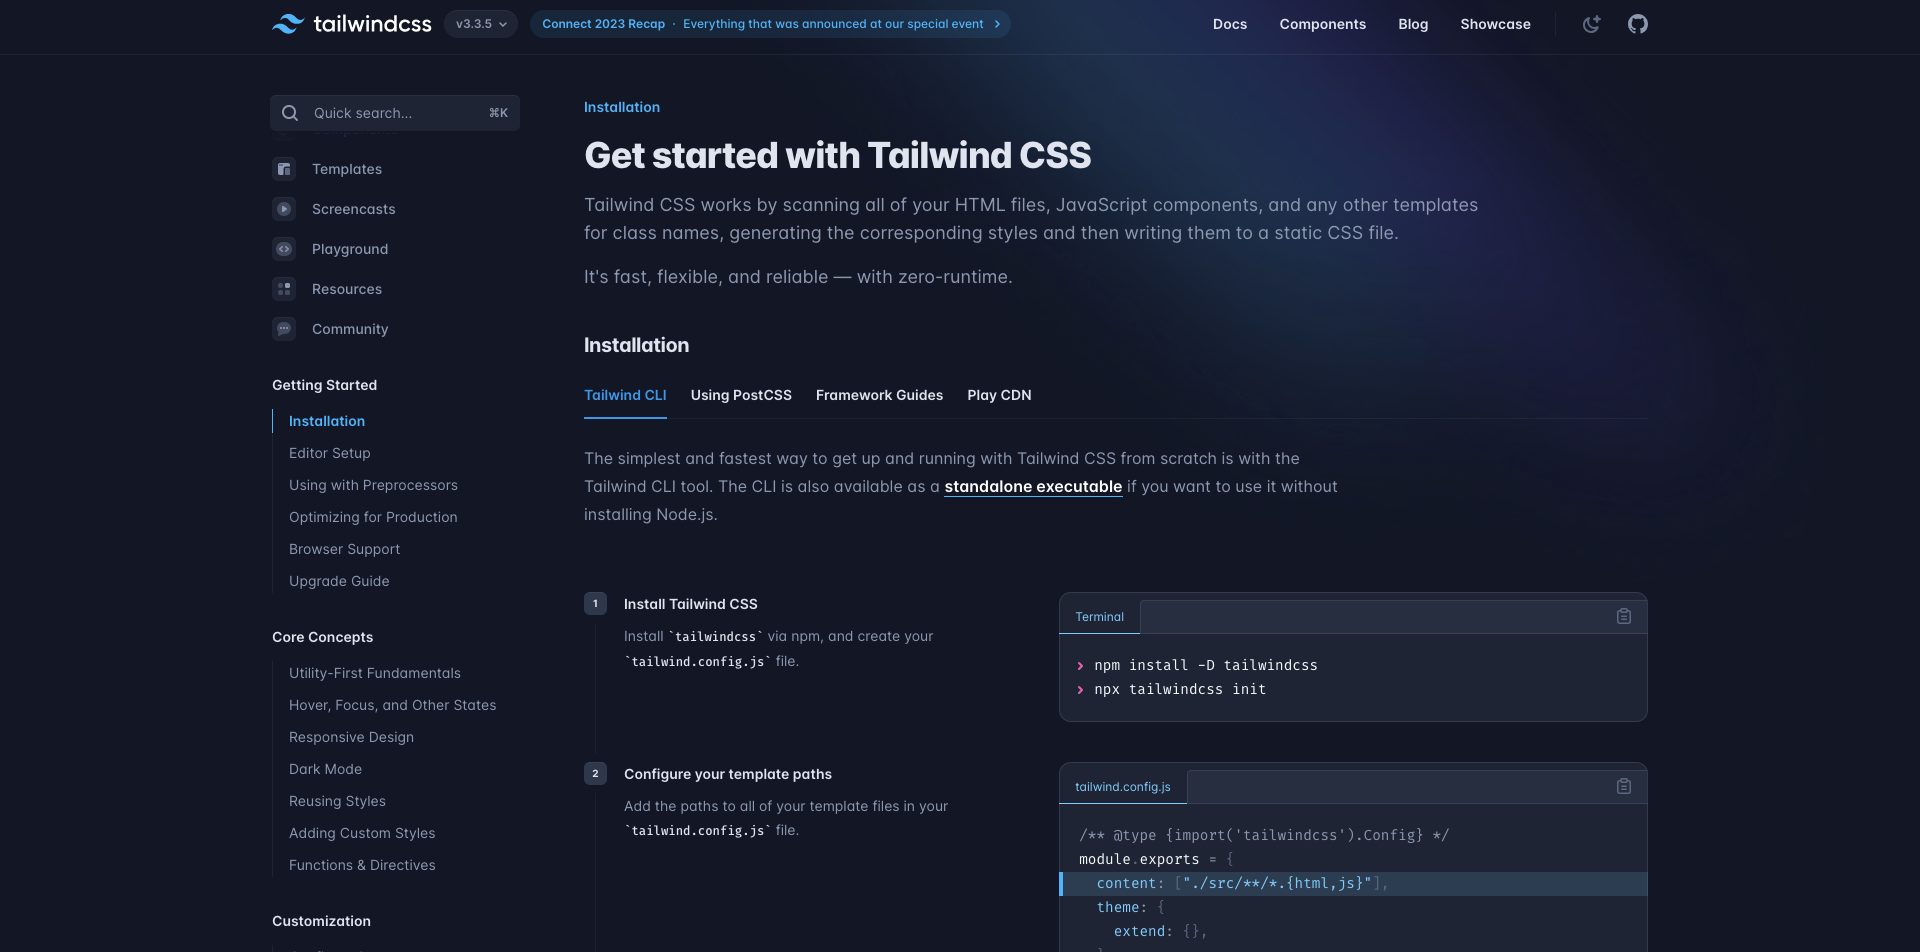 tailwindcss
v3.3.5
Connect 2023 Recap · Everything that was announced at our special event
Docs
Components
Blog
Showcase
Quick search...
⌘K
Templates
Screencasts
Playground
Resources
Community
Getting Started
Installation
Editor Setup
Using with Preprocessors
Optimizing for Production
Browser Support
Upgrade Guide
Core Concepts
Utility-First Fundamentals
Hover, Focus, and Other States
Responsive Design
Dark Mode
Reusing Styles
Adding Custom Styles
Functions & Directives
Customization
Installation
Get started with Tailwind CSS
Tailwind CSS works by scanning all of your HTML files, JavaScript components, and any other templates
for class names, generating the corresponding styles and then writing them to a static CSS file.
It's fast, flexible, and reliable — with zero-runtime.
Installation
Tailwind CLI
Using PostCSS
Framework Guides
Play CDN
The simplest and fastest way to get up and running with Tailwind CSS from scratch is with the
Tailwind CLI tool. The CLI is also available as a standalone executable if you want to use it without
installing Node.js.
1
Install Tailwind CSS
Install `tailwindcss` via npm, and create your
`tailwind.config.js` file.
Terminal
npm install -D tailwindcss
npx tailwindcss init
2
Configure your template paths
Add the paths to all of your template files in your
`tailwind.config.js` file.
tailwind.config.js
/** @type {import('tailwindcss').Config} */
module.exports = {
content: ["./src/**/*.{html,js}"],
theme: {
extend: {},